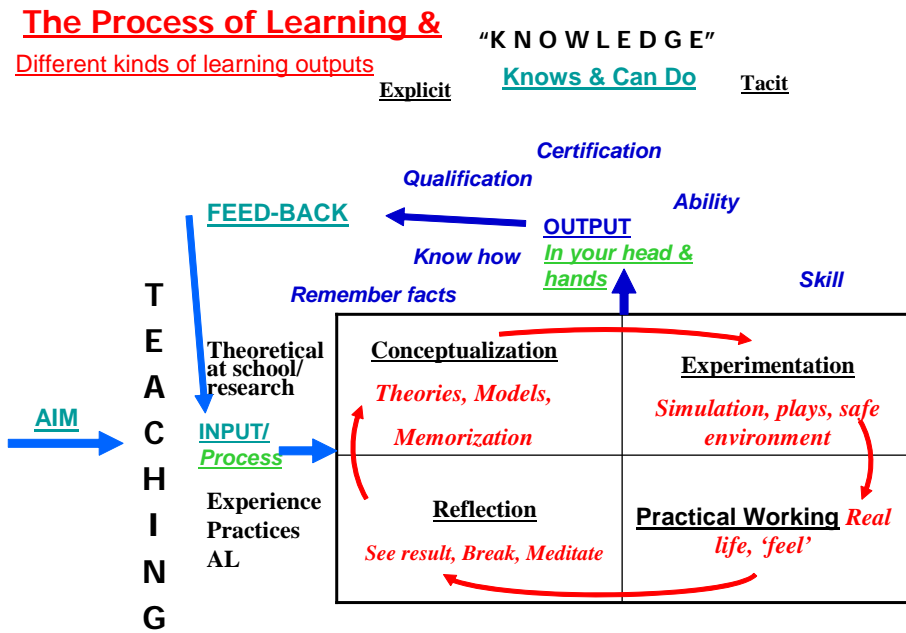 The Process of Learning &
Different kinds of learning outputs
“K N O W L E D G E”
Knows & Can Do
Explicit
Tacit
Certification
Qualification
Ability
FEED-BACK
OUTPUT
In your head &
hands
Know how
Skill
Remember facts
T
E
A
C
H
I
N
G
AIM
Theoretical
at school/
research
INPUT/
Process
Experience
Practices
AL
Conceptualization
Theories, Models,
Memorization
Experimentation
Simulation, plays, safe
environment
Reflection
See result, Break, Meditate
Practical Working Real
life, ‘feel’